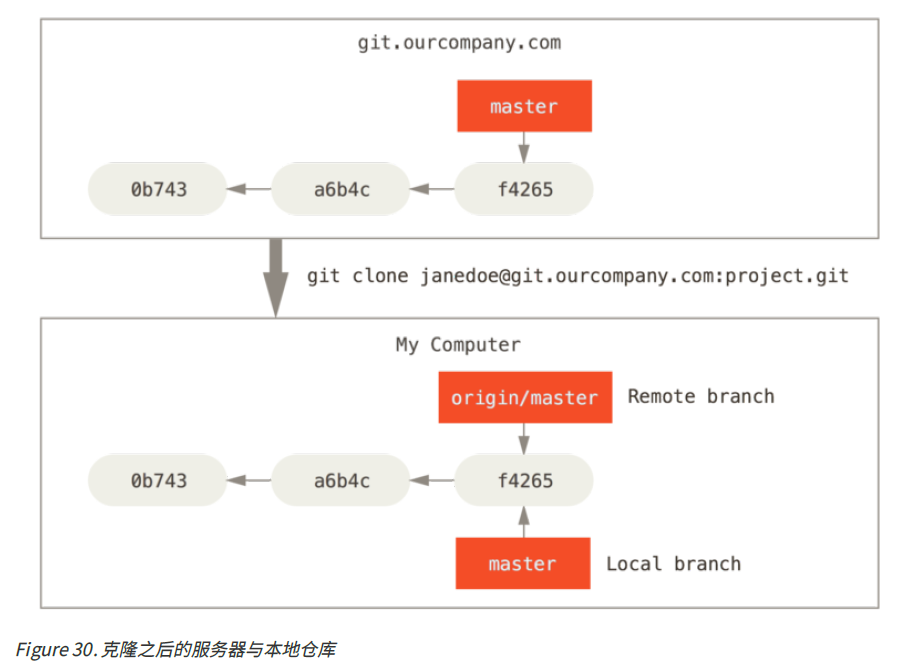 git.ourcompany.com
master
0b743 a6b4c f4265
git clone janedoe@git.ourcompany.com:project.git
My Computer
origin/master Remote branch
0b743 a6b4c f4265
master Local branch
Figure 30. 克隆之后的服务器与本地仓库